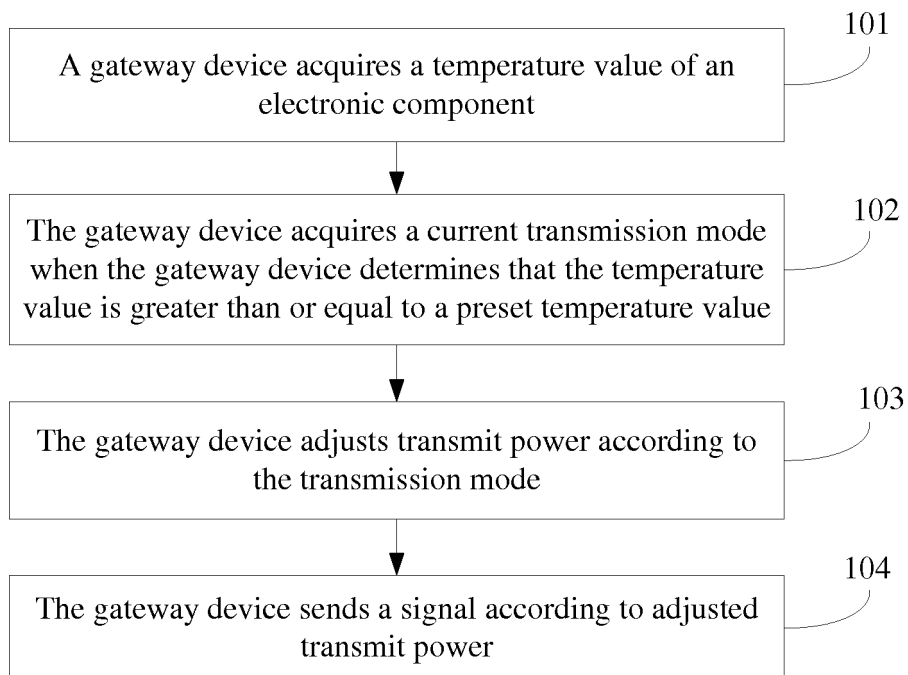 101
A gateway device acquires a temperature value of an
electronic component
102
The gateway device acquires a current transmission mode
when the gateway device determines that the temperature
value is greater than or equal to a preset temperature value
103
The gateway device adjusts transmit power according to
the transmission mode
104
The gateway device sends a signal according to adjusted
transmit power